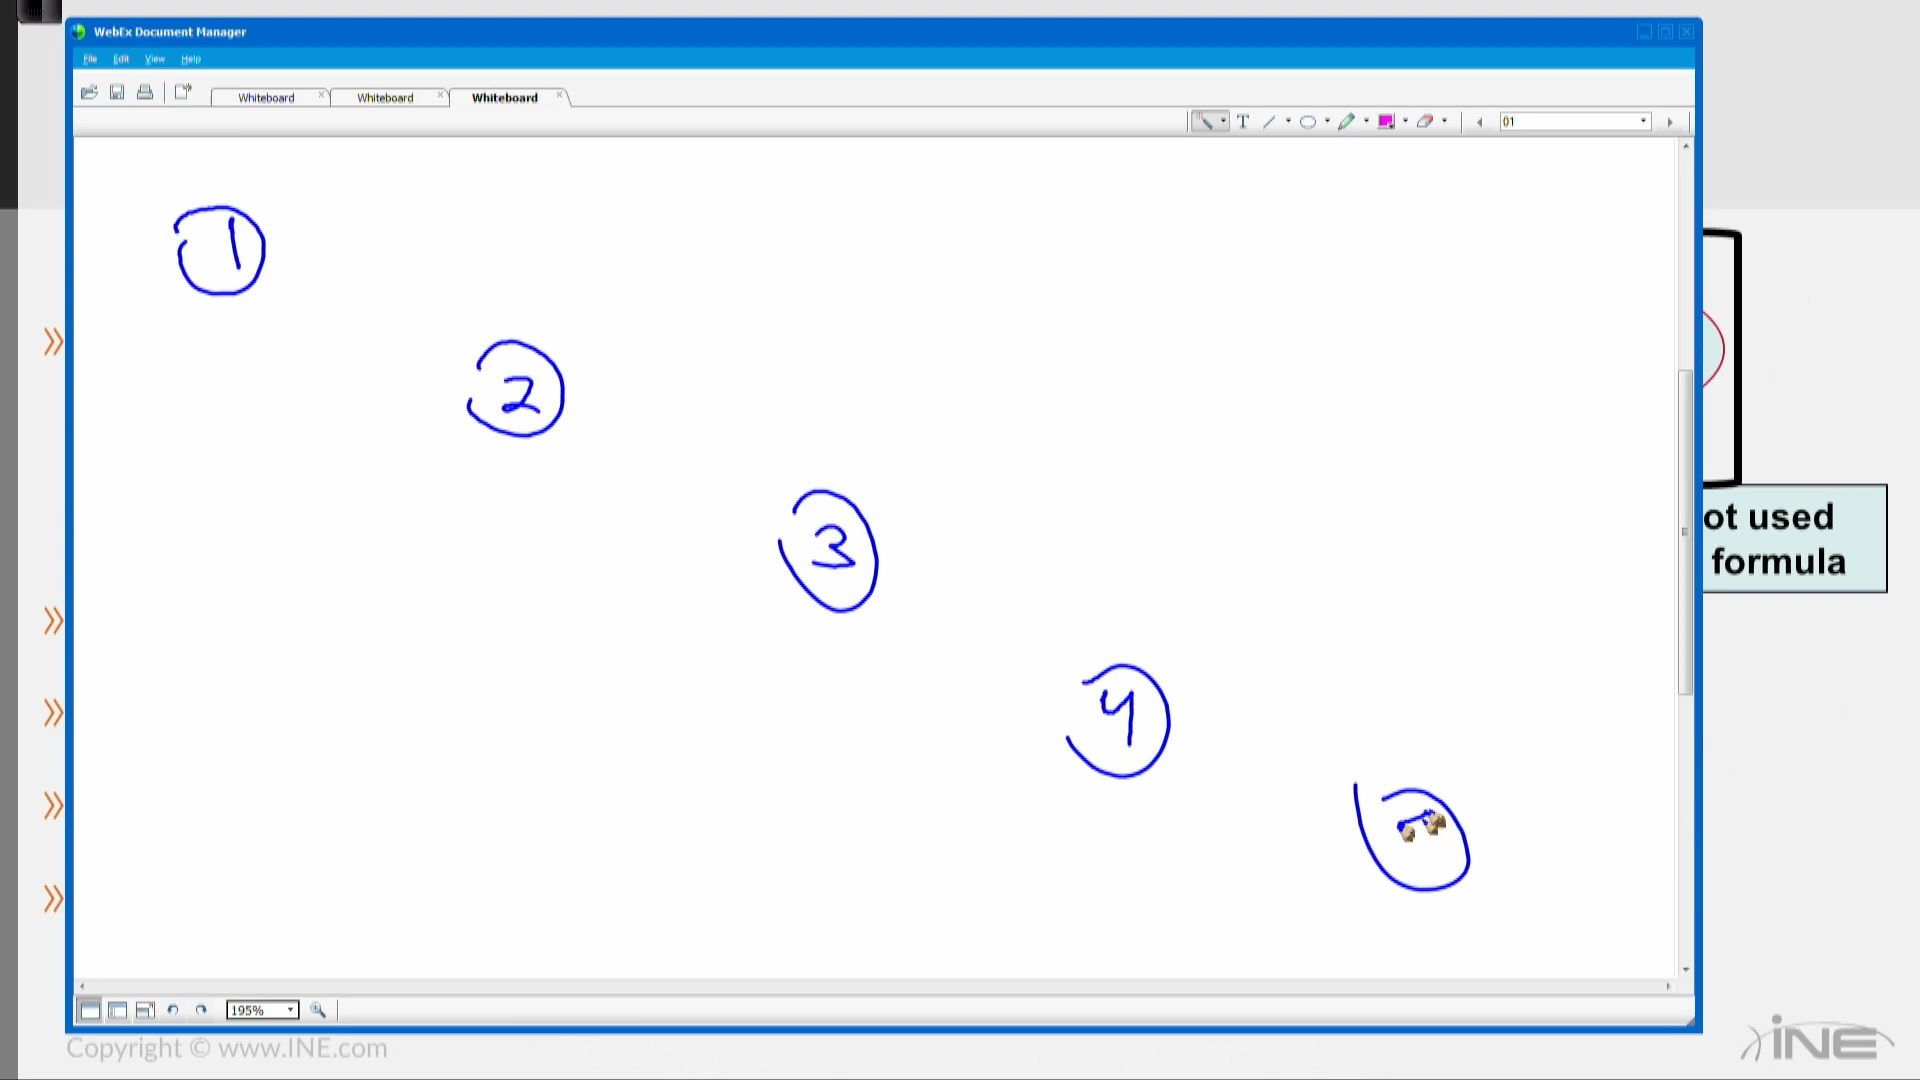 WebEx Document Manager
File Edit View Help
Whiteboard Whiteboard Whiteboard
T 01
1
2
3
4
ot used
formula
195%
Copyright © www.INE.com
iNE